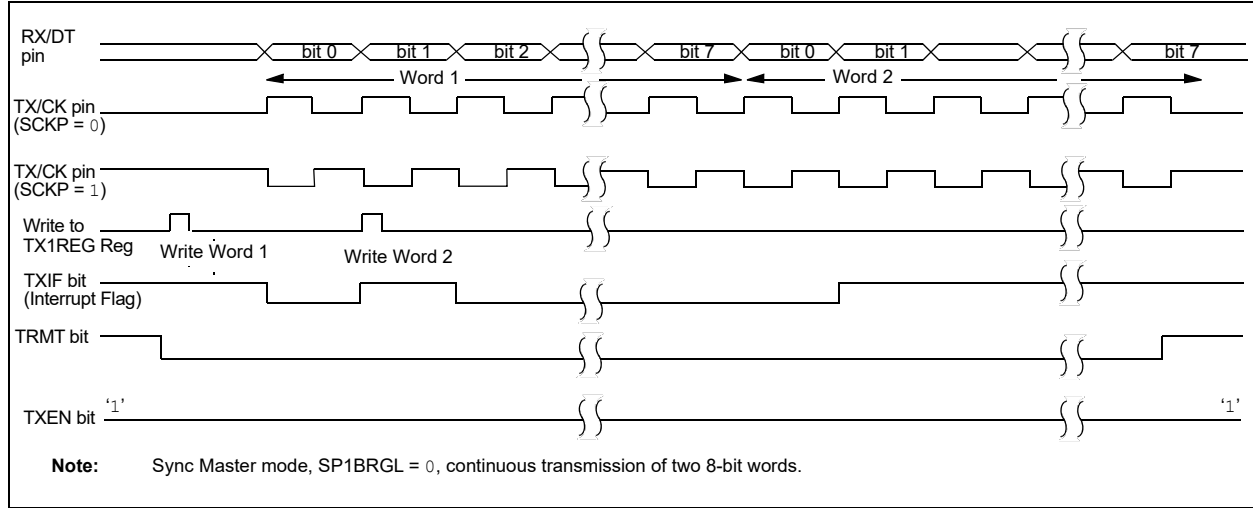 RX/DT
pin
bit 0 bit 1 bit 2 bit 7 bit 0 bit 1 bit 7
Word 1 Word 2
TX/CK pin
(SCKP = 0)
TX/CK pin
(SCKP = 1)
Write to
TX1REG Reg
Write Word 1 Write Word 2
TXIF bit
(Interrupt Flag)
TRMT bit
TXEN bit ‘1’ ‘1’
Note: Sync Master mode, SP1BRGL = 0, continuous transmission of two 8-bit words.